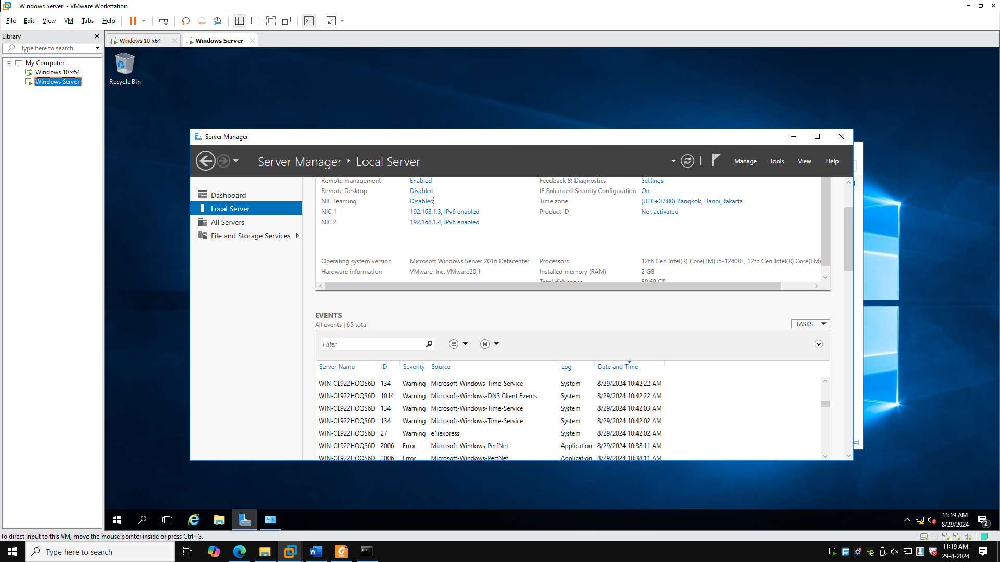 Windows Server - VMware Workstation
File Edit View VM Tabs Help
Library
Type here to search
My Computer
Windows 10 x64
Windows Server
Windows 10 x64
Windows Server
Recycle Bin
Server Manager
Server Manager ‣ Local Server
Manage Tools View Help
Dashboard
Local Server
All Servers
File and Storage Services
Remote management Enabled Feedback & Diagnostics Settings
Remote Desktop Disabled IE Enhanced Security Configuration On
NIC Teaming Disabled Time zone (UTC+07:00) Bangkok, Hanoi, Jakarta
NIC 1 192.168.1.3, IPv6 enabled Product ID Not activated
NIC 2 192.168.1.4, IPv6 enabled
Operating system version Microsoft Windows Server 2016 Datacenter Processors 12th Gen Intel(R) Core(TM) i5-12400F, 12th Gen Intel(R) Core(TM)
Hardware information VMware, Inc. VMware20,1 Installed memory (RAM) 2 GB
Total disk space 59.68 GB
EVENTS
All events | 65 total
TASKS
Filter
Server Name ID Severity Source Log Date and Time
WIN-CL922HOQS6D 134 Warning Microsoft-Windows-Time-Service System 8/29/2024 10:42:22 AM
WIN-CL922HOQS6D 1014 Warning Microsoft-Windows-DNS Client Events System 8/29/2024 10:42:22 AM
WIN-CL922HOQS6D 134 Warning Microsoft-Windows-Time-Service System 8/29/2024 10:42:03 AM
WIN-CL922HOQS6D 134 Warning Microsoft-Windows-Time-Service System 8/29/2024 10:42:02 AM
WIN-CL922HOQS6D 27 Warning e1iexpress System 8/29/2024 10:42:02 AM
WIN-CL922HOQS6D 2006 Error Microsoft-Windows-PerfNet Application 8/29/2024 10:38:11 AM
WIN-CL922HOQS6D 2006 Error Microsoft-Windows-PerfNet Application 8/29/2024 10:38:11 AM
11:19 AM
8/29/2024
2
To direct input to this VM, move the mouse pointer inside or press Ctrl+G.
Type here to search
11:19 AM
29-8-2024